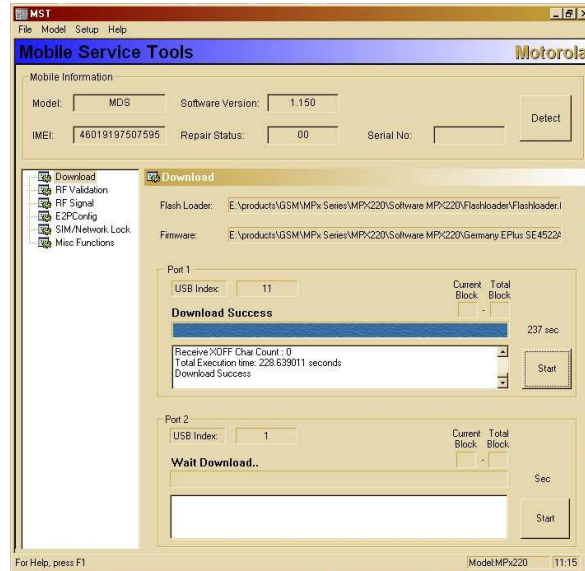 MST
File Model Setup Help
Mobile Service Tools Motorola
Mobile Information
Model: MDS Software Version: 1.150
Detect
IMEI: 46019197507595 Repair Status: 00 Serial No:
Download
RF Validation
RF Signal
E2PConfig
SIM/Network Lock
Misc Functions
Download
Flash Loader: E:\products\GSM\MPx Series\MPX220\Software MPX220\Flashloader\Flashloader.
Firmware: E:\products\GSM\MPx Series\MPX220\Software MPX220\Germany EPlus SE4522A
Port 1
USB Index: 11
Current Total
Block Block
-
Download Success
237 sec
Receive XOFF Char Count : 0
Total Execution time: 228.639011 seconds
Download Success
Start
Port 2
USB Index: 1
Current Total
Block Block
-
Wait Download..
Sec
Start
For Help, press F1 Model:MPx220 11:15